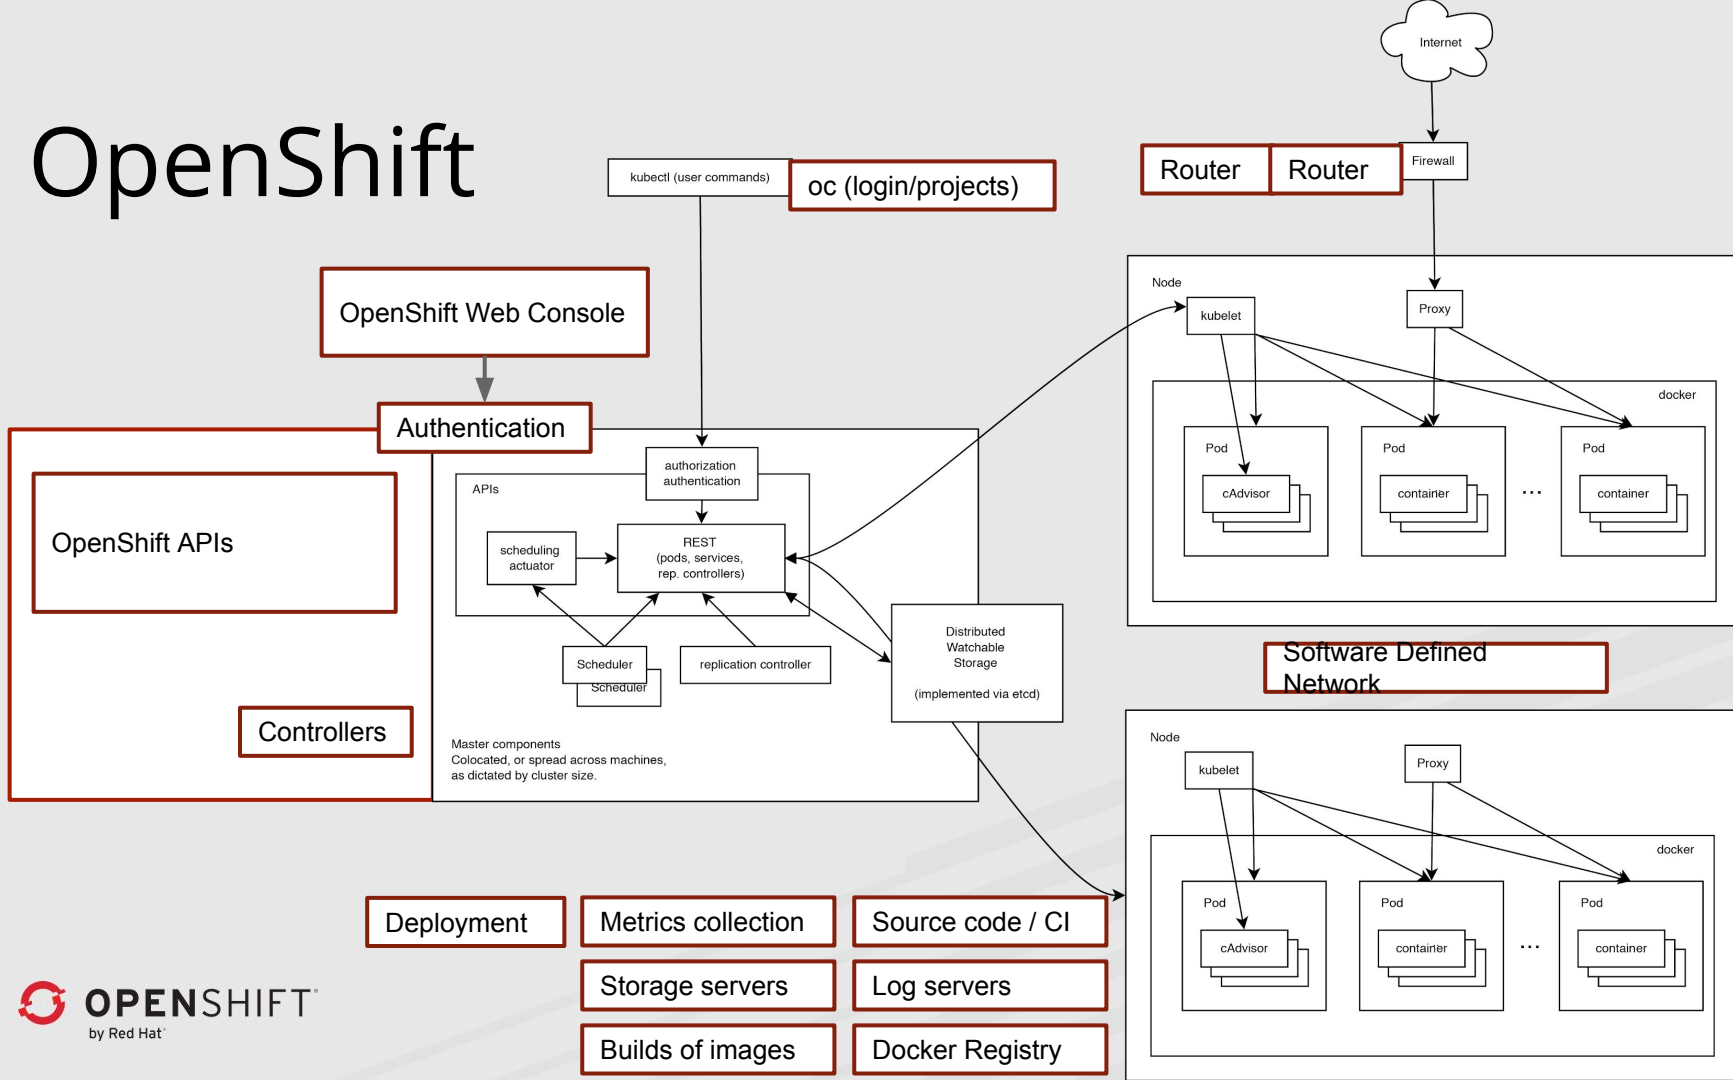 OpenShift
Internet
kubectl (user commands)
oc (login/projects)
Router
Router
Firewall
OpenShift Web Console
Authentication
OpenShift APIs
Controllers
authorization
authentication
APIs
scheduling
actuator
REST
(pods, services,
rep. controllers)
Scheduler
Scheduler
replication controller
Distributed
Watchable
Storage
(implemented via etcd)
Master components
Colocated, or spread across machines,
as dictated by cluster size.
Node
kubelet
Proxy
docker
Pod
cAdvisor
Pod
container
...
Pod
container
Software Defined
Network
Node
kubelet
Proxy
docker
Pod
cAdvisor
Pod
container
...
Pod
container
Deployment
Metrics collection
Source code / CI
Storage servers
Log servers
Builds of images
Docker Registry
OPENSHIFT
by Red Hat